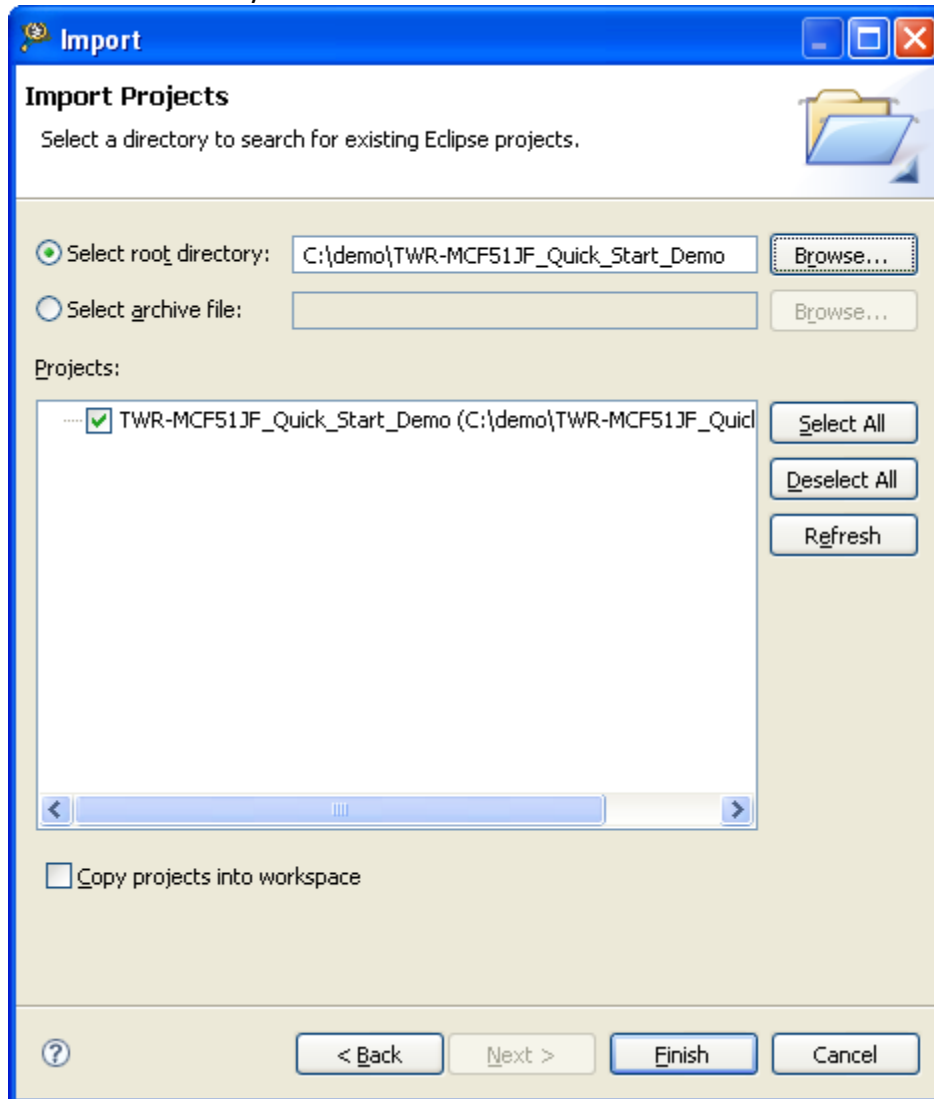 Import
Import Projects
Select a directory to search for existing Eclipse projects.
Select root directory: C:\demo\TWR-MCF51JF_Quick_Start_Demo Browse...
Select archive file: Browse...
Projects:
TWR-MCF51JF_Quick_Start_Demo (C:\demo\TWR-MCF51JF_Quic
Select All
Deselect All
Refresh
Copy projects into workspace
? < Back Next > Finish Cancel